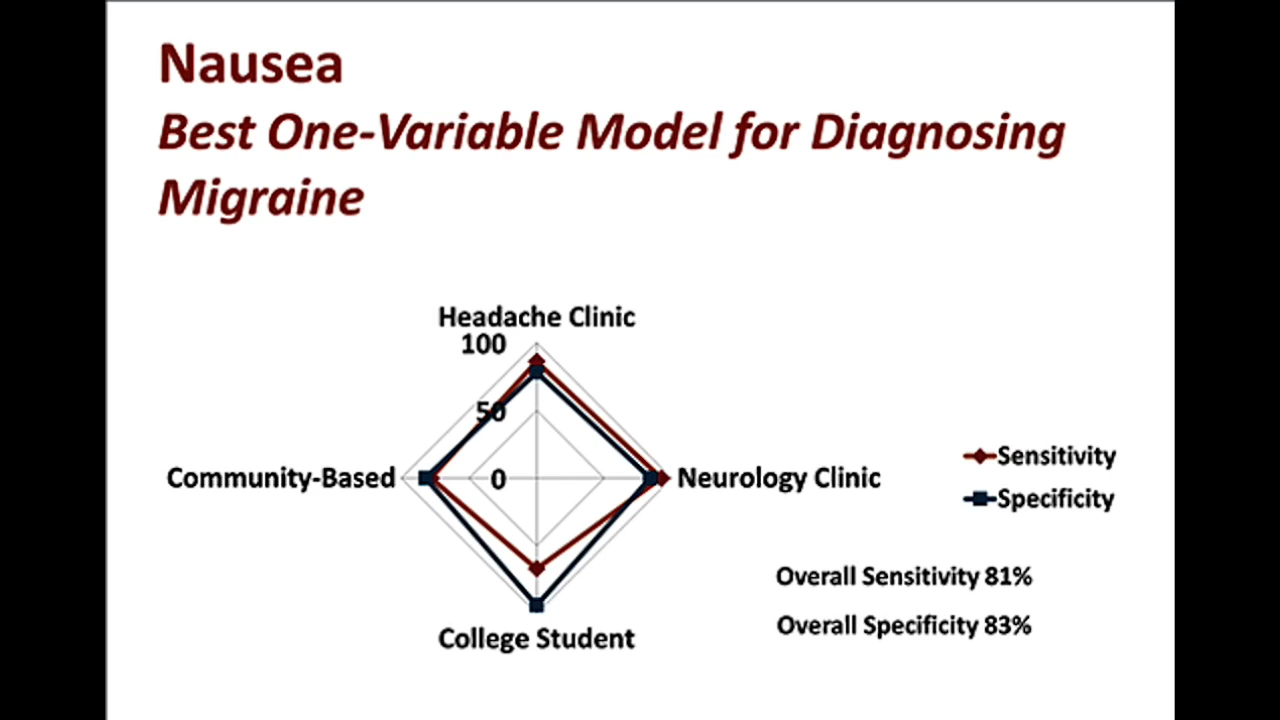 Nausea
Best One-Variable Model for Diagnosing
Migraine
Headache Clinic
100
50
Community-Based
0
Neurology Clinic
College Student
Sensitivity
Specificity
Overall Sensitivity 81%
Overall Specificity 83%